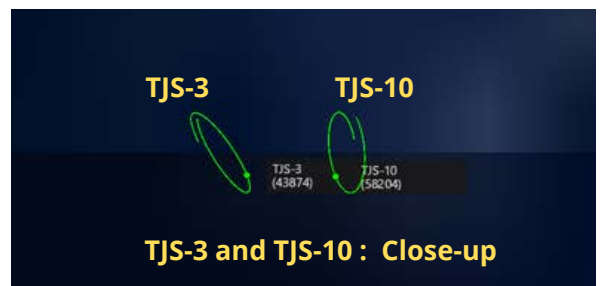 TJS-3
TJS-10
TJS-3
(43874)
TJS-10
(58204)
TJS-3 and TJS-10 : Close-up